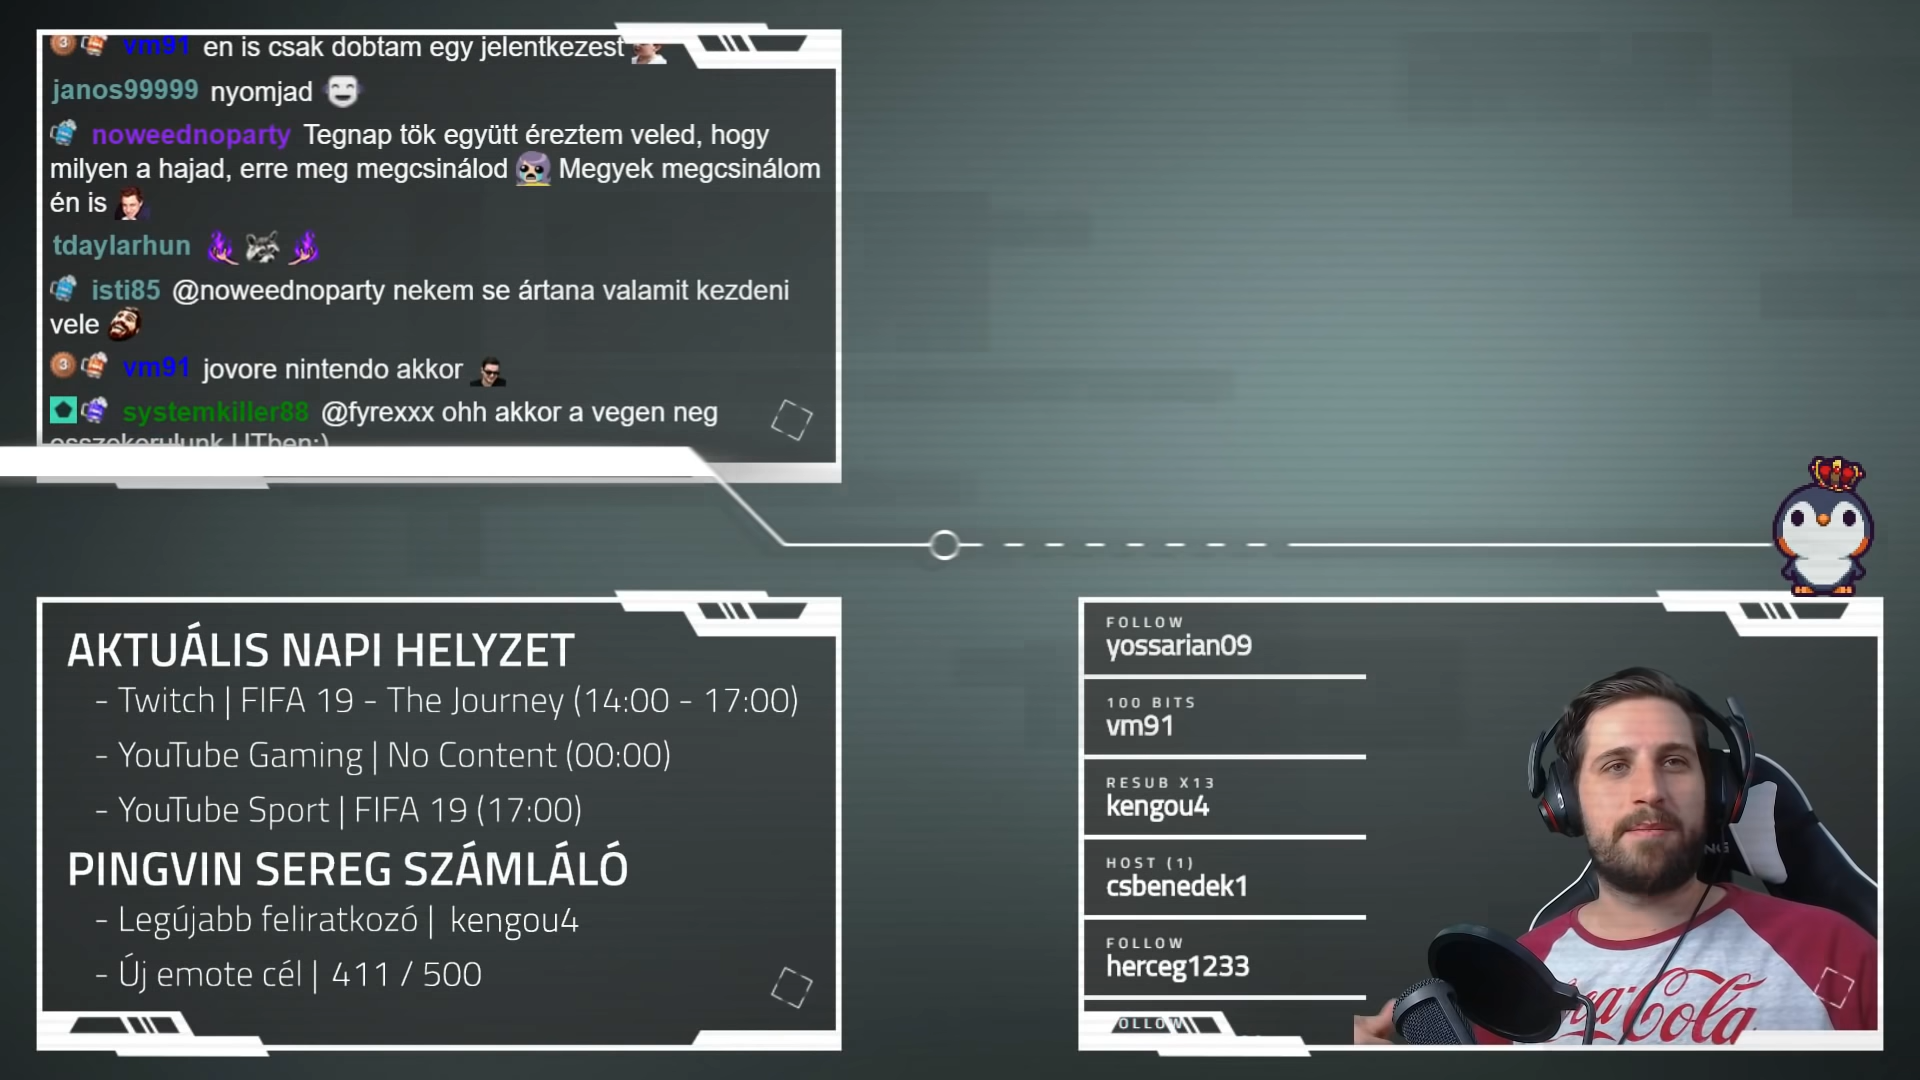 vm91 en is csak dobtam egy jelentkezest
janos99999 nyomjad
noweednoparty Tegnap tök együtt éreztem veled, hogy
milyen a hajad, erre meg megcsinálod Megyek megcsinálom
én is
tdaylarhun
isti85 @noweednoparty nekem se ártana valamit kezdeni
vele
vm91 jovore nintendo akkor
systemkiller88 @fyrexxx ohh akkor a vegen neg
osszekerulunk UTben:)
AKTUÁLIS NAPI HELYZET
- Twitch | FIFA 19 - The Journey (14:00 - 17:00)
- YouTube Gaming | No Content (00:00)
- YouTube Sport | FIFA 19 (17:00)
PINGVIN SEREG SZÁMLÁLÓ
- Legújabb feliratkozó | kengou4
- Új emote cél | 411 / 500
FOLLOW
yossarian09
100 BITS
vm91
RESUB X13
kengou4
HOST (1)
csbenedek1
FOLLOW
herceg1233
Cola